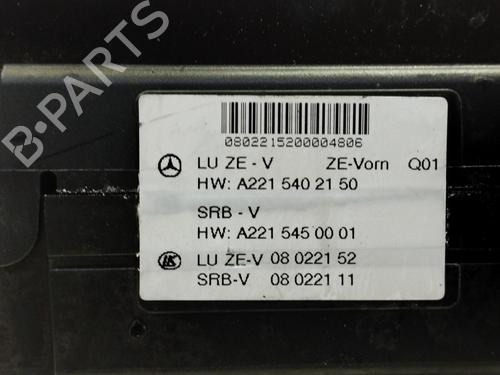 B-PARTS
0802215200004806
LU ZE - V ZE-Vorn Q01
HW: A221 540 21 50
SRB - V
HW: A221 545 00 01
LU ZE-V 08 0221 52
SRB-V 08 0221 11